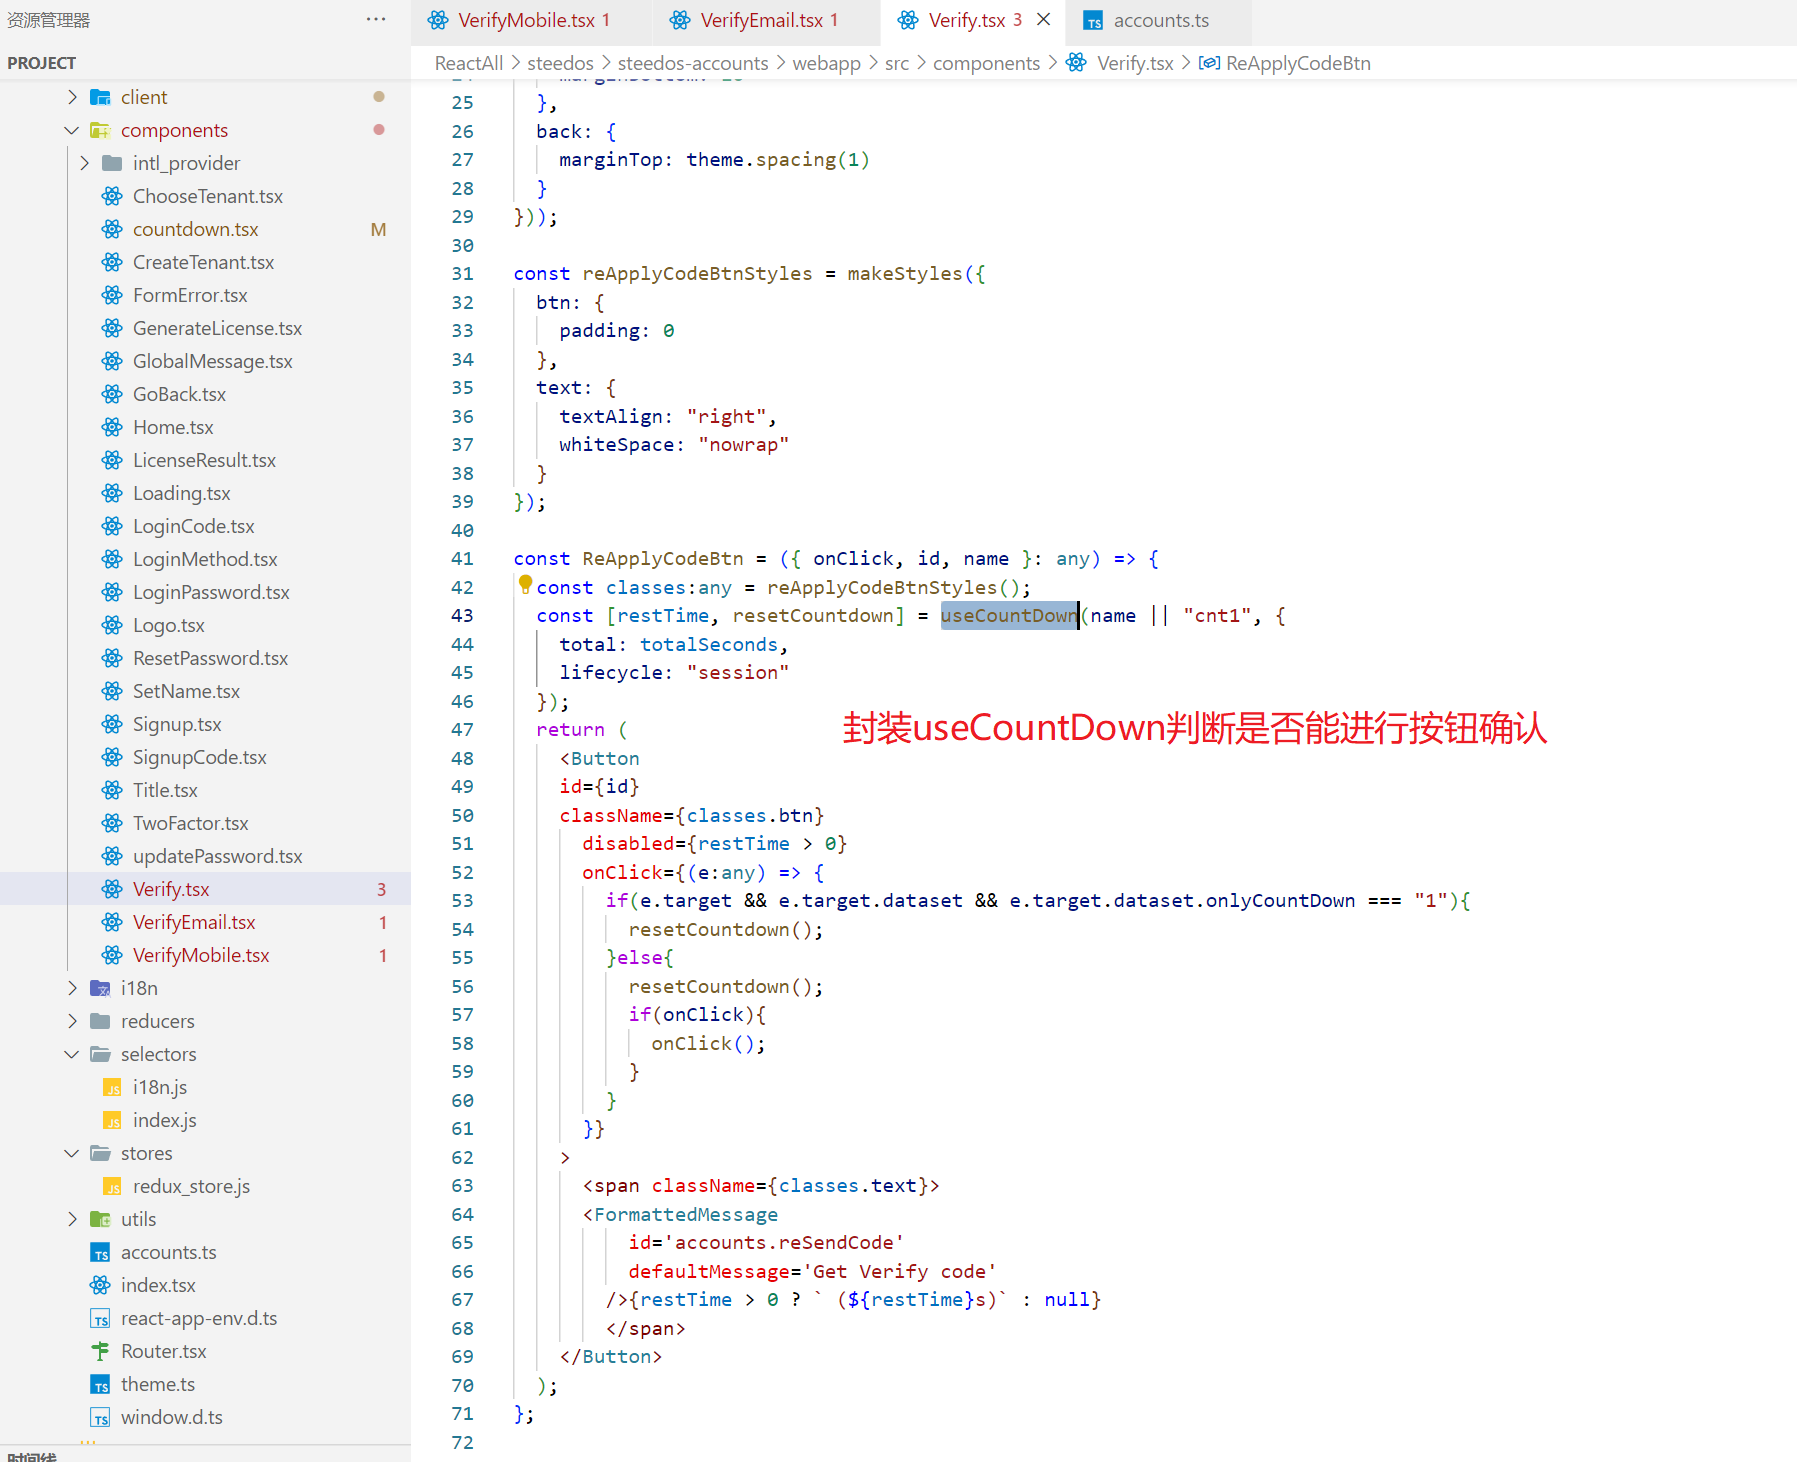 资源管理器
···
VerifyMobile.tsx 1
VerifyEmail.tsx 1
Verify.tsx 3
TS accounts.ts
PROJECT
ReactAll > steedos > steedos-accounts > webapp > src > components > Verify.tsx > ReApplyCodeBtn
client
components
intl_provider
ChooseTenant.tsx
countdown.tsx M
CreateTenant.tsx
FormError.tsx
GenerateLicense.tsx
GlobalMessage.tsx
GoBack.tsx
Home.tsx
LicenseResult.tsx
Loading.tsx
LoginCode.tsx
LoginMethod.tsx
LoginPassword.tsx
Logo.tsx
ResetPassword.tsx
SetName.tsx
Signup.tsx
SignupCode.tsx
Title.tsx
TwoFactor.tsx
updatePassword.tsx
Verify.tsx 3
VerifyEmail.tsx 1
VerifyMobile.tsx 1
i18n
reducers
selectors
JS i18n.js
JS index.js
stores
JS redux_store.js
utils
TS accounts.ts
index.tsx
TS react-app-env.d.ts
Router.tsx
TS theme.ts
TS window.d.ts
时间线
25 },
26 back: {
27 marginTop: theme.spacing(1)
28 }
29 }));
30
31 const reApplyCodeBtnStyles = makeStyles({
32 btn: {
33 padding: 0
34 },
35 text: {
36 textAlign: "right",
37 whiteSpace: "nowrap"
38 }
39 });
40
41 const ReApplyCodeBtn = ({ onClick, id, name }: any) => {
42 const classes:any = reApplyCodeBtnStyles();
43 const [restTime, resetCountdown] = useCountDown(name || "cnt1", {
44 total: totalSeconds,
45 lifecycle: "session"
46 });
47 return (
封装useCountDown判断是否能进行按钮确认
48 <Button
49 id={id}
50 className={classes.btn}
51 disabled={restTime > 0}
52 onClick={(e:any) => {
53 if(e.target && e.target.dataset && e.target.dataset.onlyCountDown === "1"){
54 resetCountdown();
55 }else{
56 resetCountdown();
57 if(onClick){
58 onClick();
59 }
60 }
61 }}
62 >
63 <span className={classes.text}>
64 <FormattedMessage
65 id='accounts.reSendCode'
66 defaultMessage='Get Verify code'
67 />{restTime > 0 ? ` (${restTime}s)` : null}
68 </span>
69 </Button>
70 );
71 };
72